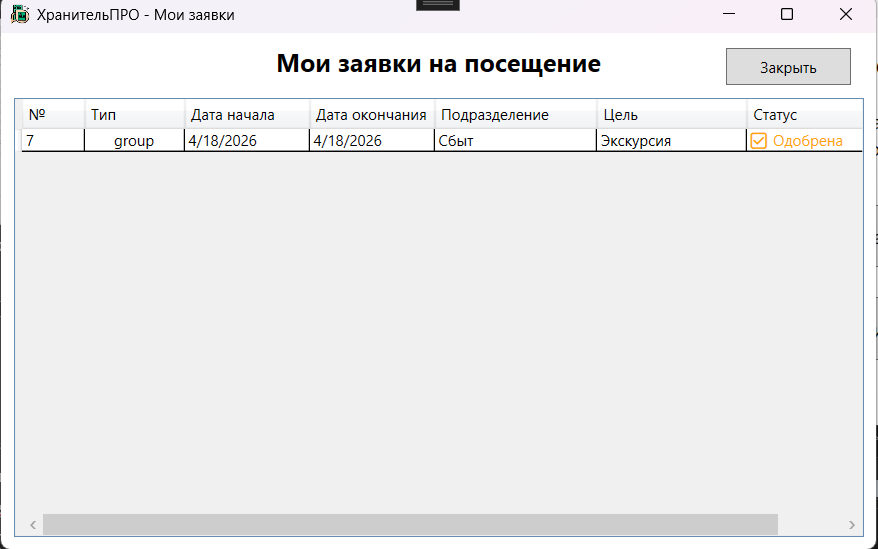 ХранительПРО - Мои заявки
Мои заявки на посещение
Закрыть
№ Тип Дата начала Дата окончания Подразделение Цель Статус
7 group 4/18/2026 4/18/2026 Сбыт Экскурсия Одобрена